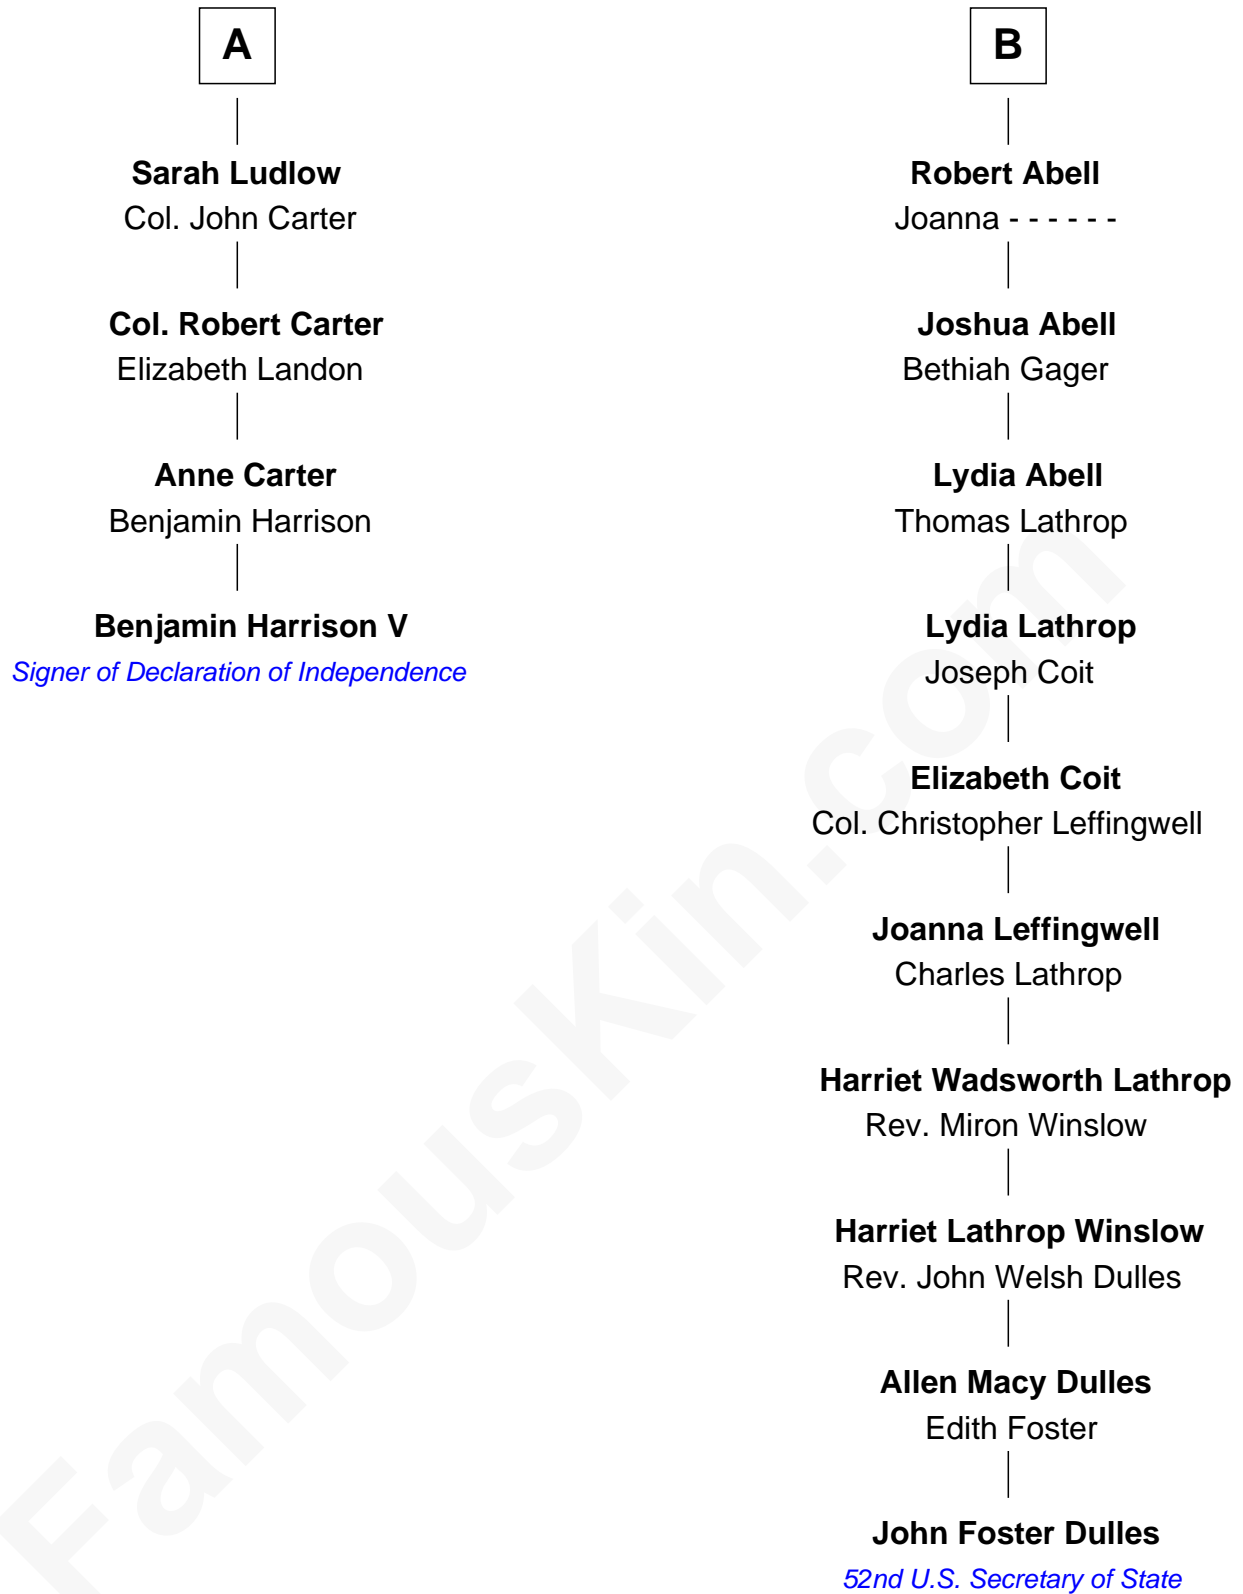 A
Sarah Ludlow
Col. John Carter
Col. Robert Carter
Elizabeth Landon
Anne Carter
Benjamin Harrison
Benjamin Harrison V
Signer of Declaration of Independence
B
Robert Abell
Joanna - - - - - -
Joshua Abell
Bethiah Gager
Lydia Abell
Thomas Lathrop
Lydia Lathrop
Joseph Coit
Elizabeth Coit
Col. Christopher Leffingwell
Joanna Leffingwell
Charles Lathrop
Harriet Wadsworth Lathrop
Rev. Miron Winslow
Harriet Lathrop Winslow
Rev. John Welsh Dulles
Allen Macy Dulles
Edith Foster
John Foster Dulles
52nd U.S. Secretary of State
FamousKin.com